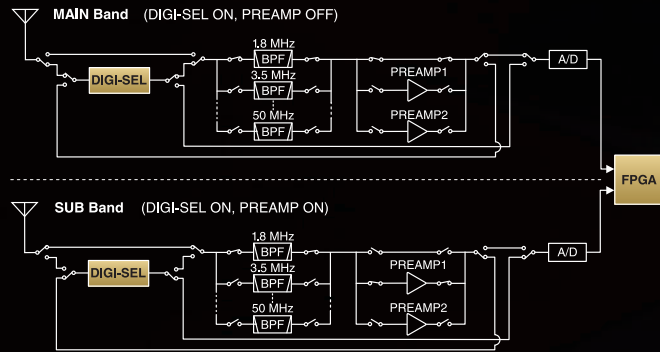 MAIN Band (DIGI-SEL ON, PREAMP OFF)
1.8 MHz
BPF
DIGI-SEL
3.5 MHz
BPF
PREAMP1
50 MHz
BPF
PREAMP2
A/D
FPGA
SUB Band (DIGI-SEL ON, PREAMP ON)
1.8 MHz
BPF
DIGI-SEL
3.5 MHz
BPF
PREAMP1
50 MHz
BPF
PREAMP2
A/D